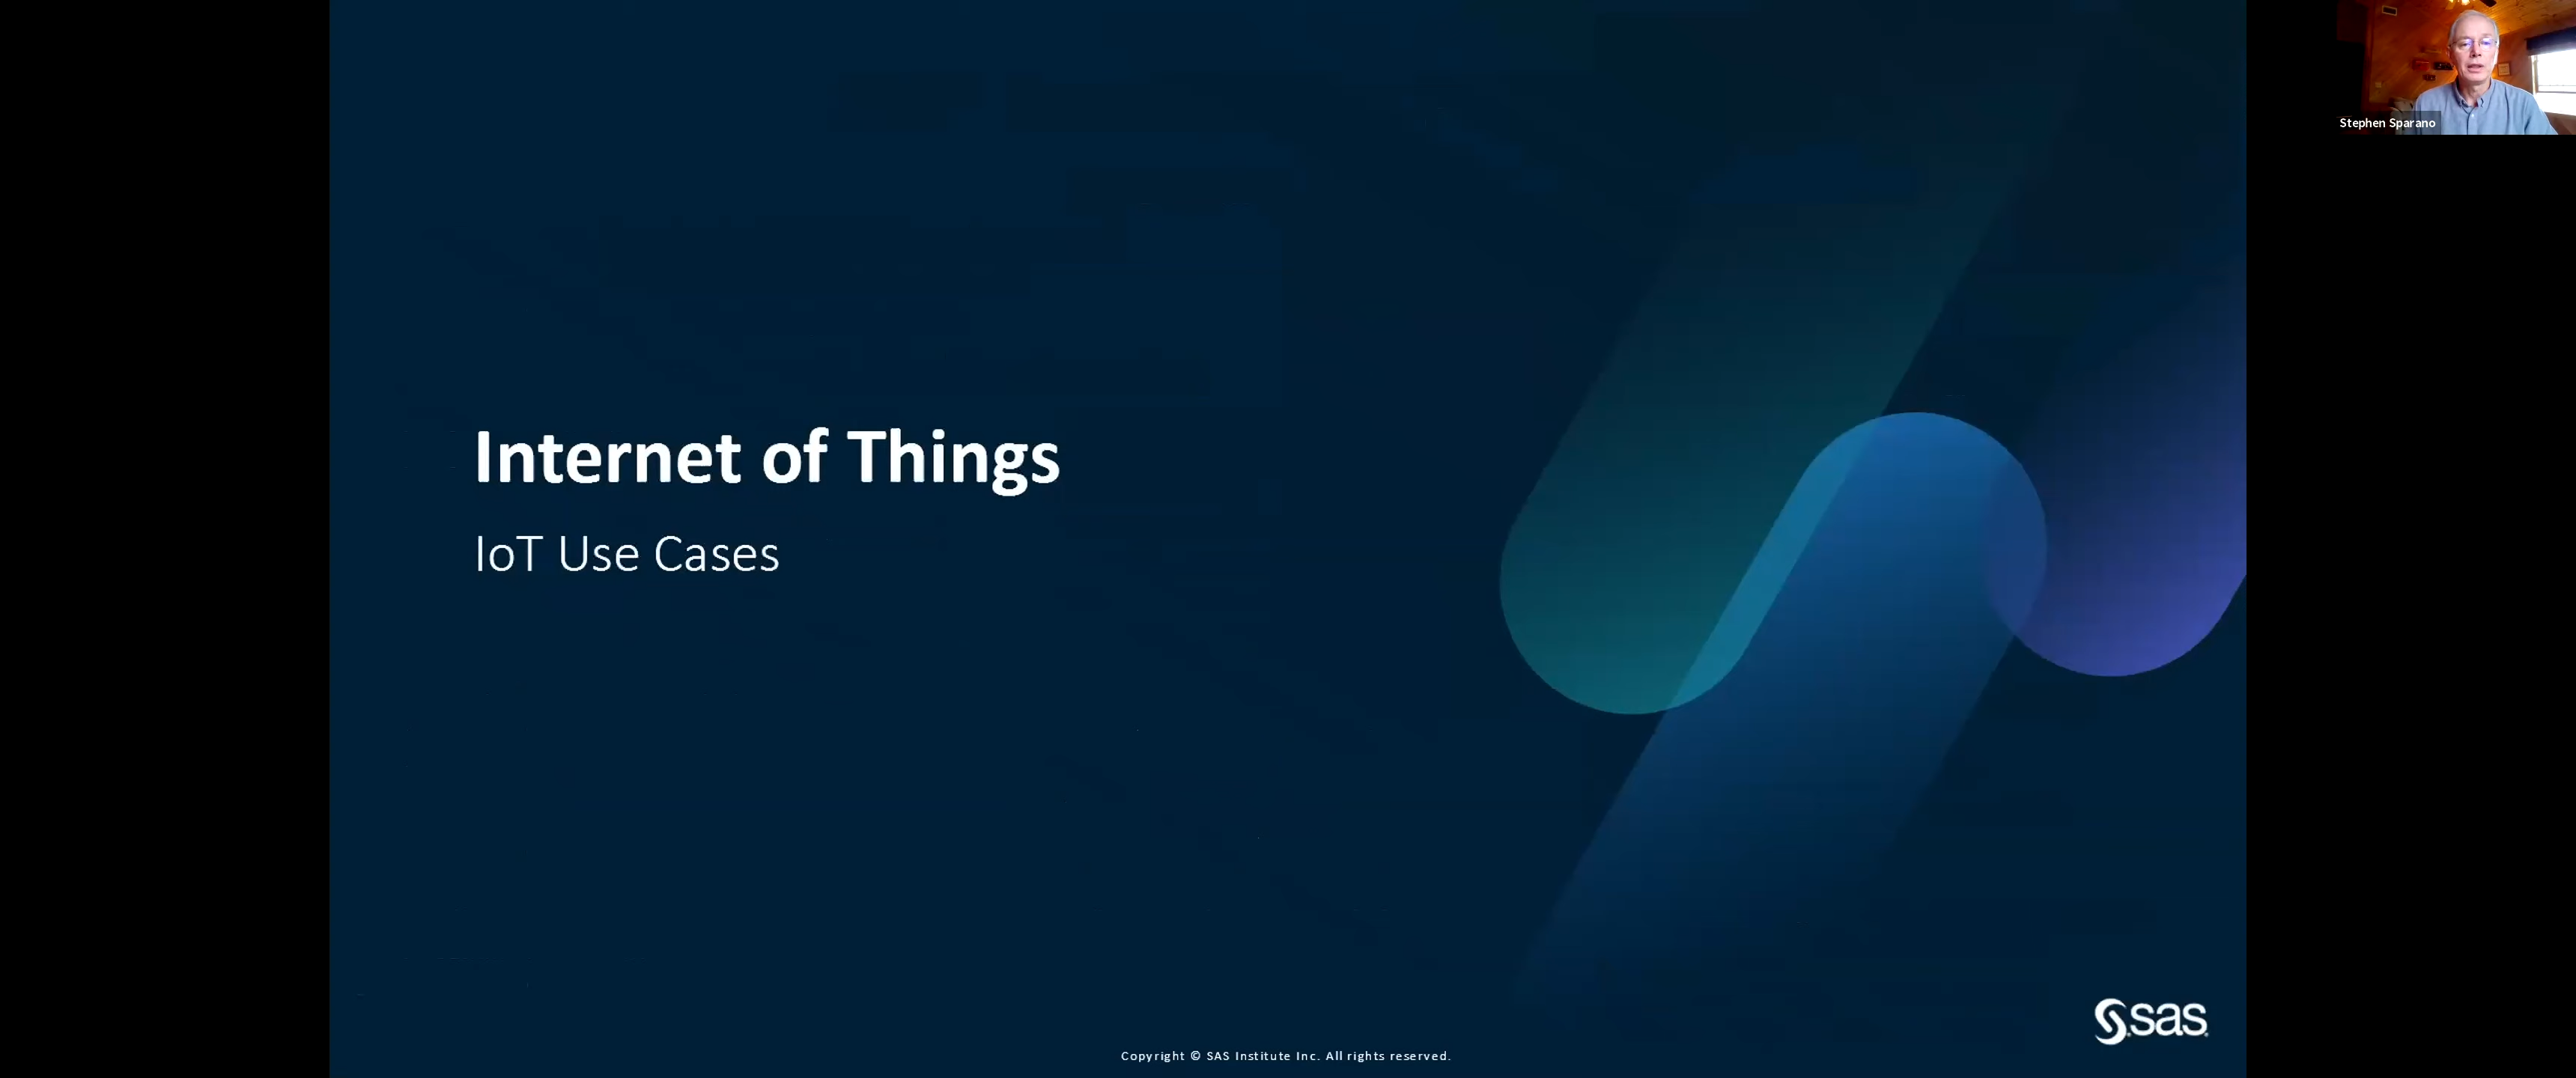 Stephen Sparano
Internet of Things
IoT Use Cases
sas
Copyright © SAS Institute Inc. All rights reserved.